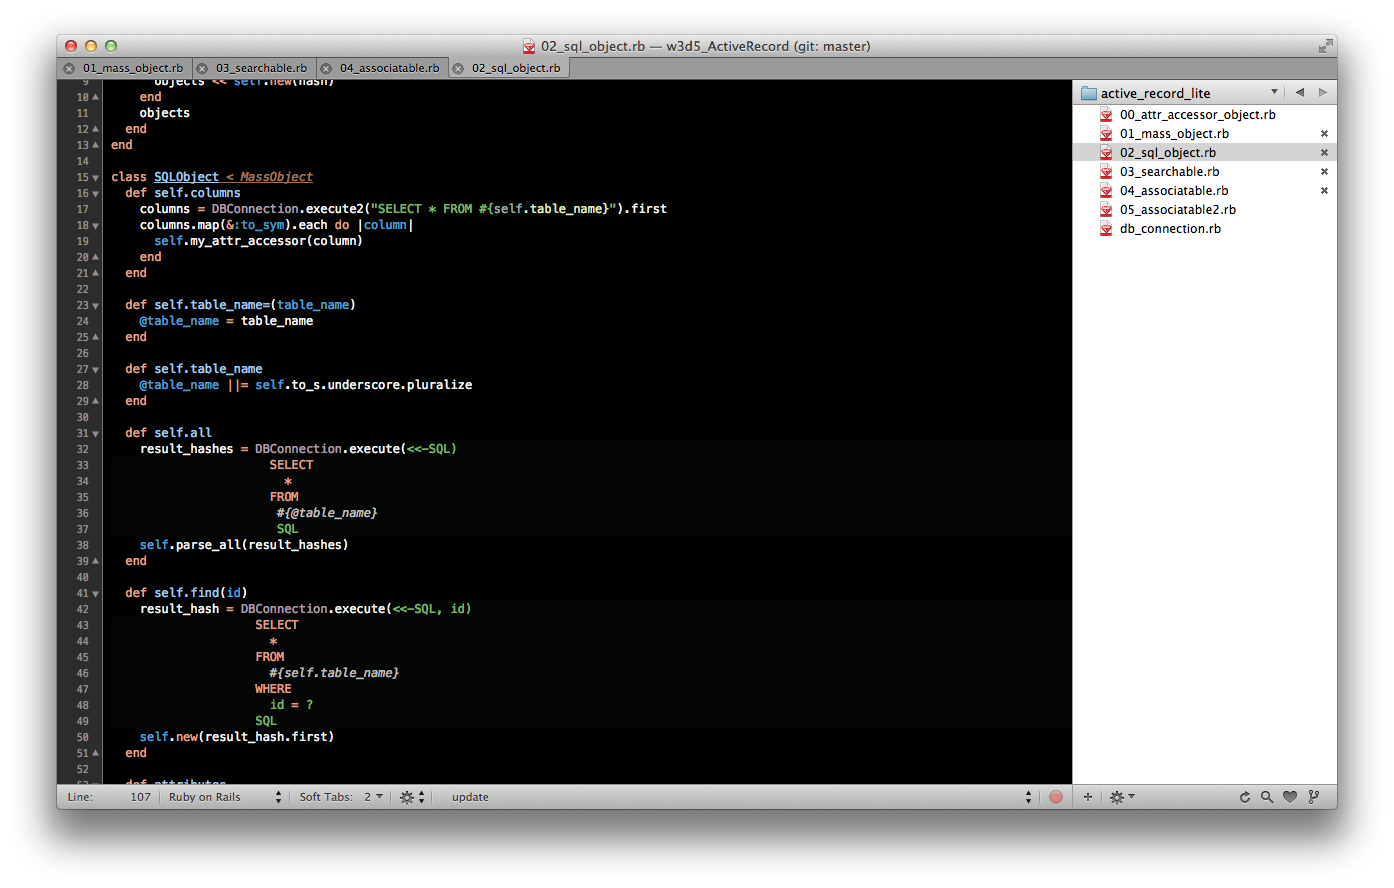 02_sql_object.rb — w3d5_ActiveRecord (git: master)
01_mass_object.rb 03_searchable.rb 04_associatable.rb 02_sql_object.rb
9 objects << self.new(hash)
10 end
11 objects
12 end
13 end
14
15 class SQLObject < MassObject
16 def self.columns
17 columns = DBConnection.execute2("SELECT * FROM #{self.table_name}").first
18 columns.map(&:to_sym).each do |column|
19 self.my_attr_accessor(column)
20 end
21 end
22
23 def self.table_name=(table_name)
24 @table_name = table_name
25 end
26
27 def self.table_name
28 @table_name ||= self.to_s.underscore.pluralize
29 end
30
31 def self.all
32 result_hashes = DBConnection.execute(<<-SQL)
33 SELECT
34 *
35 FROM
36 #{@table_name}
37 SQL
38 self.parse_all(result_hashes)
39 end
40
41 def self.find(id)
42 result_hash = DBConnection.execute(<<-SQL, id)
43 SELECT
44 *
45 FROM
46 #{self.table_name}
47 WHERE
48 id = ?
49 SQL
50 self.new(result_hash.first)
51 end
52
53 def attributes
active_record_lite
00_attr_accessor_object.rb
01_mass_object.rb
02_sql_object.rb
03_searchable.rb
04_associatable.rb
05_associatable2.rb
db_connection.rb
Line: 107 Ruby on Rails Soft Tabs: 2 update